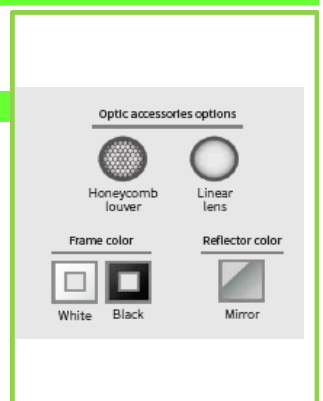 Optic accessories options
Honeycomb
louver
Linear
lens
Frame color
Reflector color
White
Black
Mirror